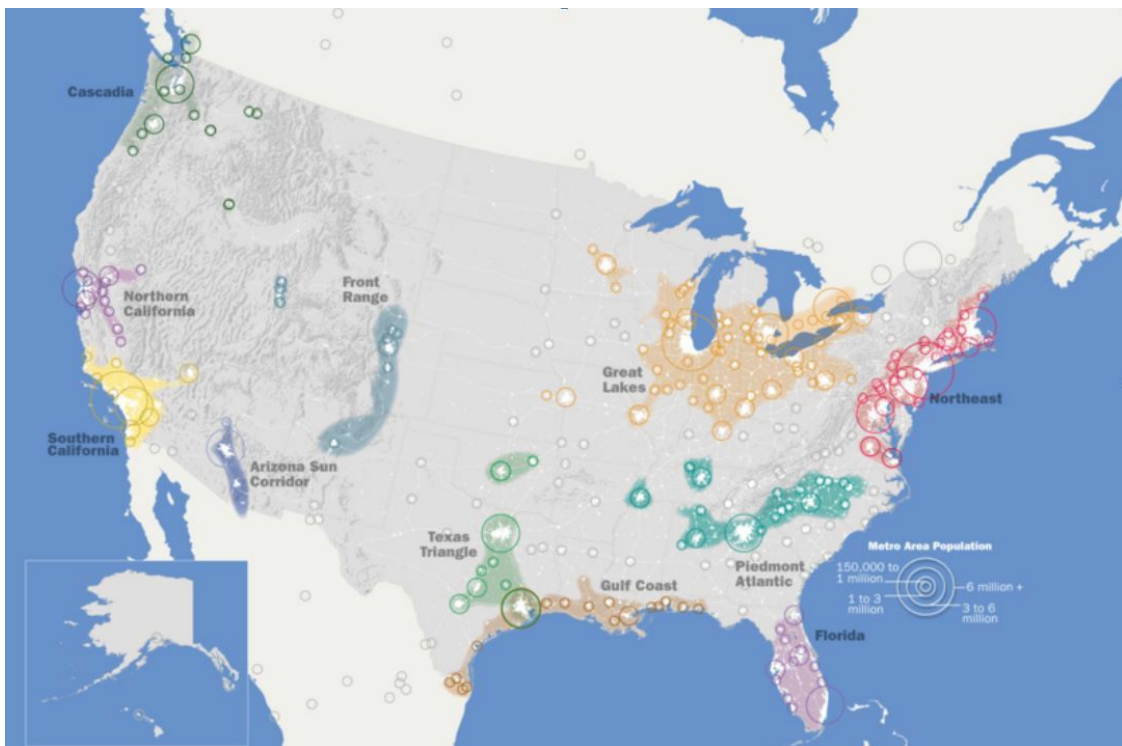 Cascadia
Northern
California
Front
Range
Great
Lakes
Northeast
Southern
California
Arizona Sun
Corridor
Texas
Triangle
Gulf Coast
Piedmont
Atlantic
Florida
Metro Area Population
150,000 to
1 million
1 to 3
million
6 million +
3 to 6
million